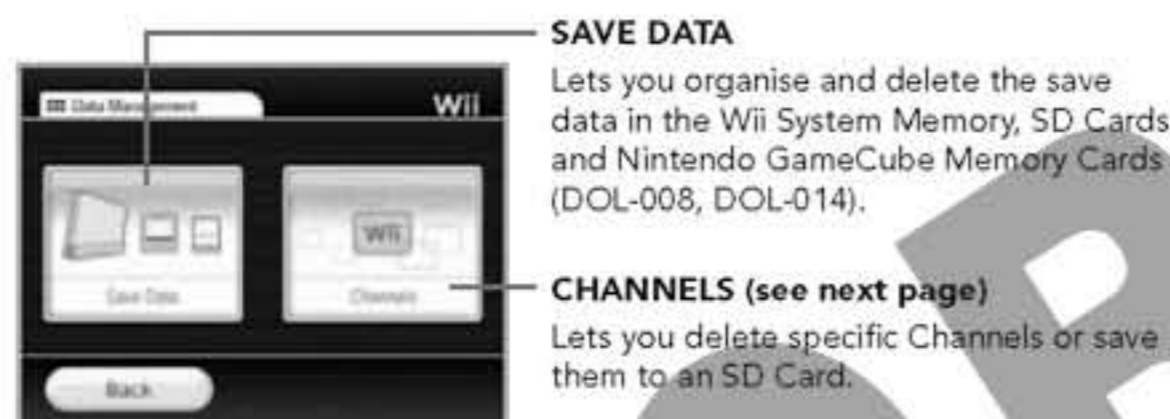 SAVE DATA
Lets you organise and delete the save
data in the Wii System Memory, SD Cards
and Nintendo GameCube Memory Cards
(DOL-008, DOL-014).
Data Management
Wii
Wii
Save Data
Channels
Back
CHANNELS (see next page)
Lets you delete specific Channels or save
them to an SD Card.